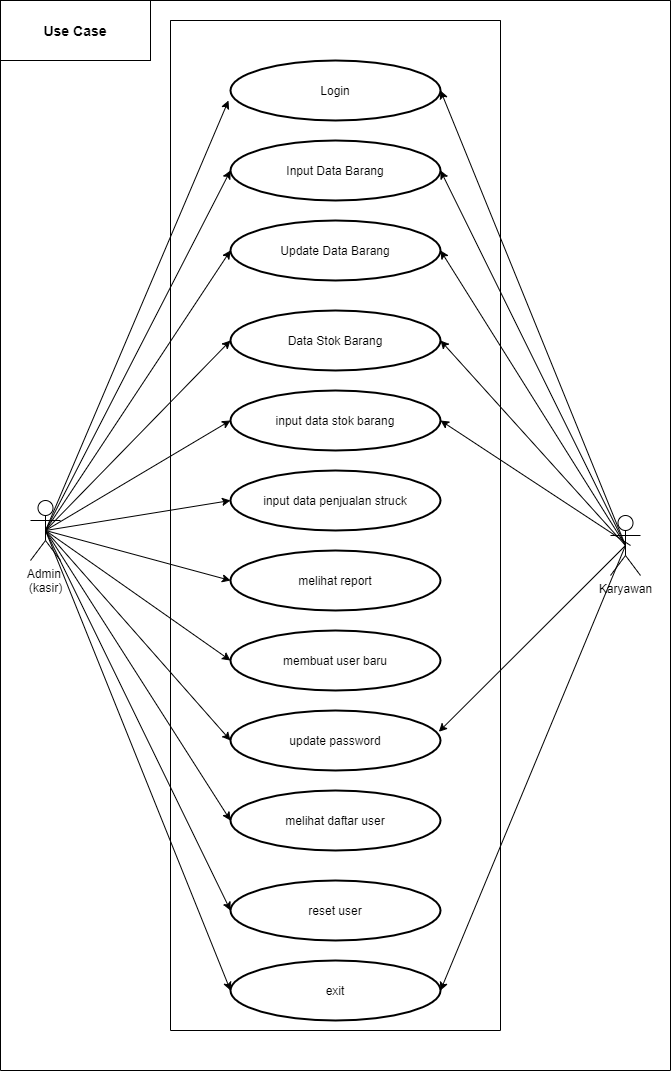 Use Case
Login
Input Data Barang
Update Data Barang
Data Stok Barang
input data stok barang
input data penjualan struck
melihat report
membuat user baru
update password
melihat daftar user
reset user
exit
Admin
(kasir)
Karyawan